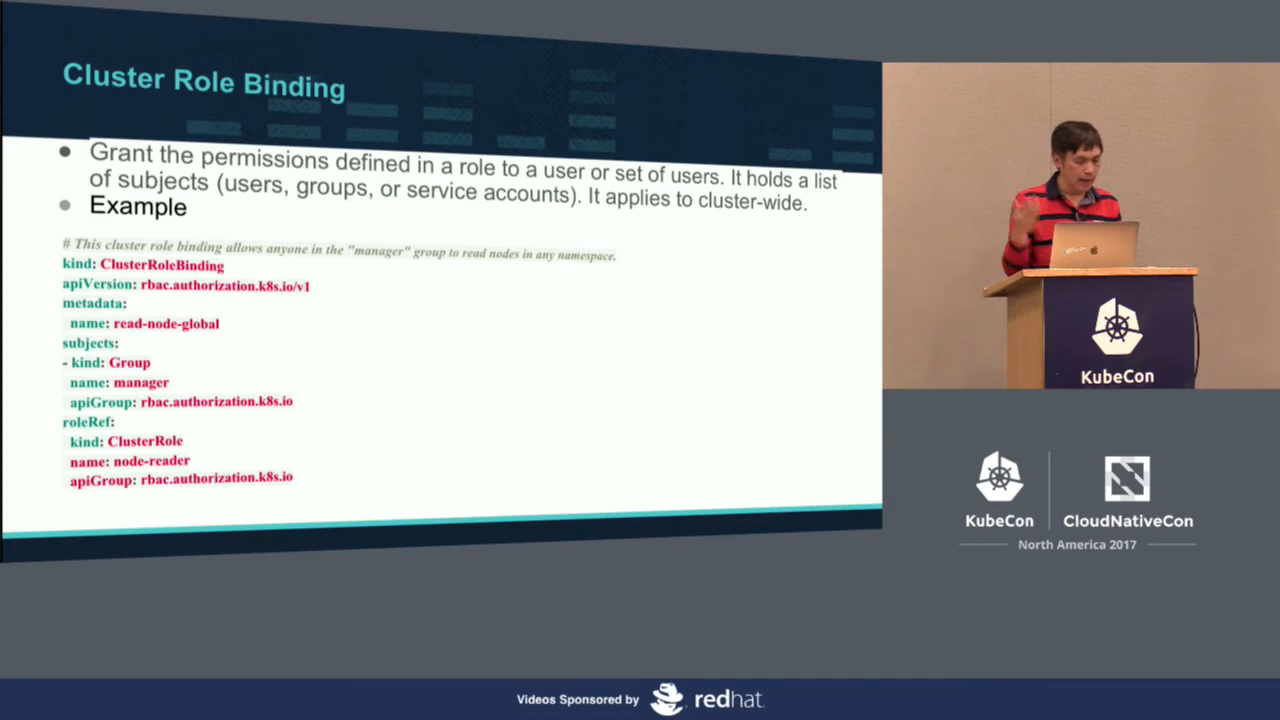 Cluster Role Binding
Grant the permissions defined in a role to a user or set of users. It holds a list
of subjects (users, groups, or service accounts). It applies to cluster-wide.
Example
# This cluster role binding allows anyone in the "manager" group to read nodes in any namespace.
kind: ClusterRoleBinding
apiVersion: rbac.authorization.k8s.io/v1
metadata:
name: read-node-global
subjects:
- kind: Group
name: manager
apiGroup: rbac.authorization.k8s.io
roleRef:
kind: ClusterRole
name: node-reader
apiGroup: rbac.authorization.k8s.io
KubeCon
KubeCon
CloudNativeCon
North America 2017
Videos Sponsored by
redhat.